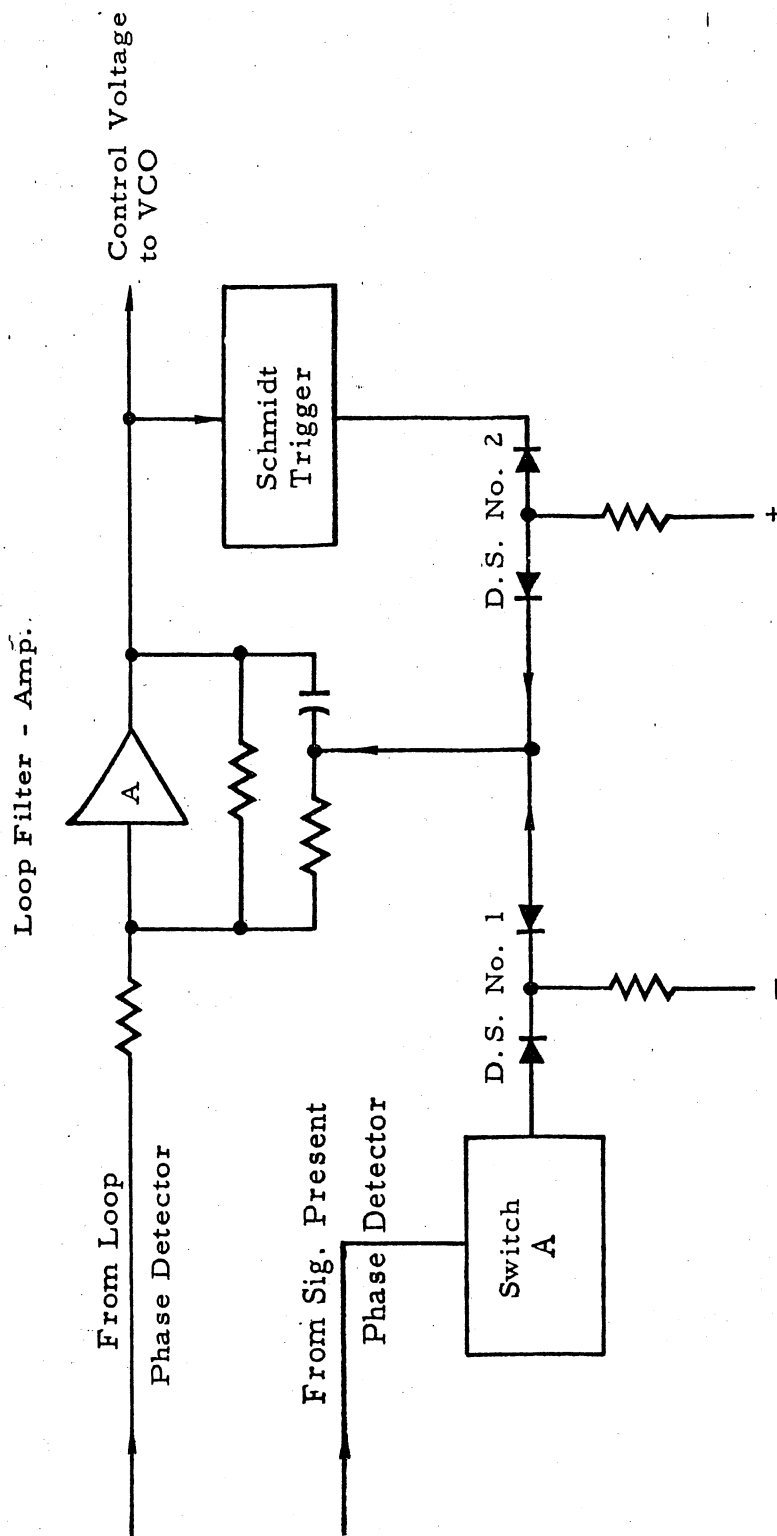 Loop Filter - Amp.
From Loop
Phase Detector
A
Control Voltage
to VCO
Schmidt
Trigger
From Sig. Present
Phase Detector
Switch
A
D.S. No. 1
D.S. No. 2
-
+